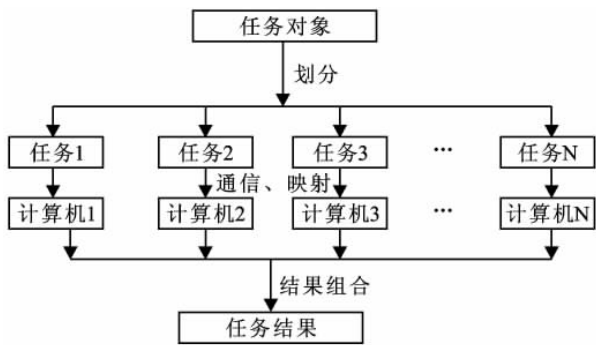 任务对象
划分
任务1 任务2 任务3 ··· 任务N
通信、映射
计算机1 计算机2 计算机3 ··· 计算机N
结果组合
任务结果